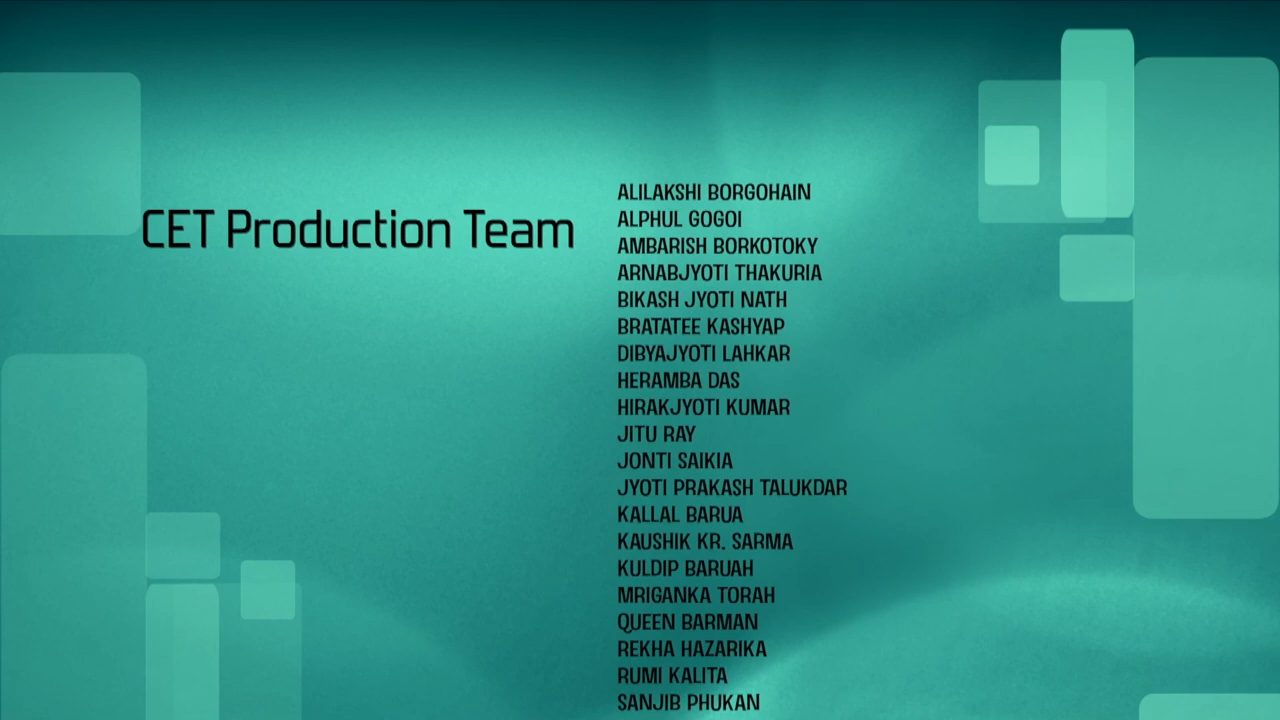 CET Production Team
ALILAKSHI BORGOHAIN
ALPHUL GOGOI
AMBARISH BORKOTOKY
ARNABJYOTI THAKURIA
BIKASH JYOTI NATH
BRATATEE KASHYAP
DIBYAJYOTI LAHKAR
HERAMBA DAS
HIRAKJYOTI KUMAR
JITU RAY
JONTI SAIKIA
JYOTI PRAKASH TALUKDAR
KALLAL BARUA
KAUSHIK KR. SARMA
KULDIP BARUAH
MRIGANKA TORAH
QUEEN BARMAN
REKHA HAZARIKA
RUMI KALITA
SANJIB PHUKAN